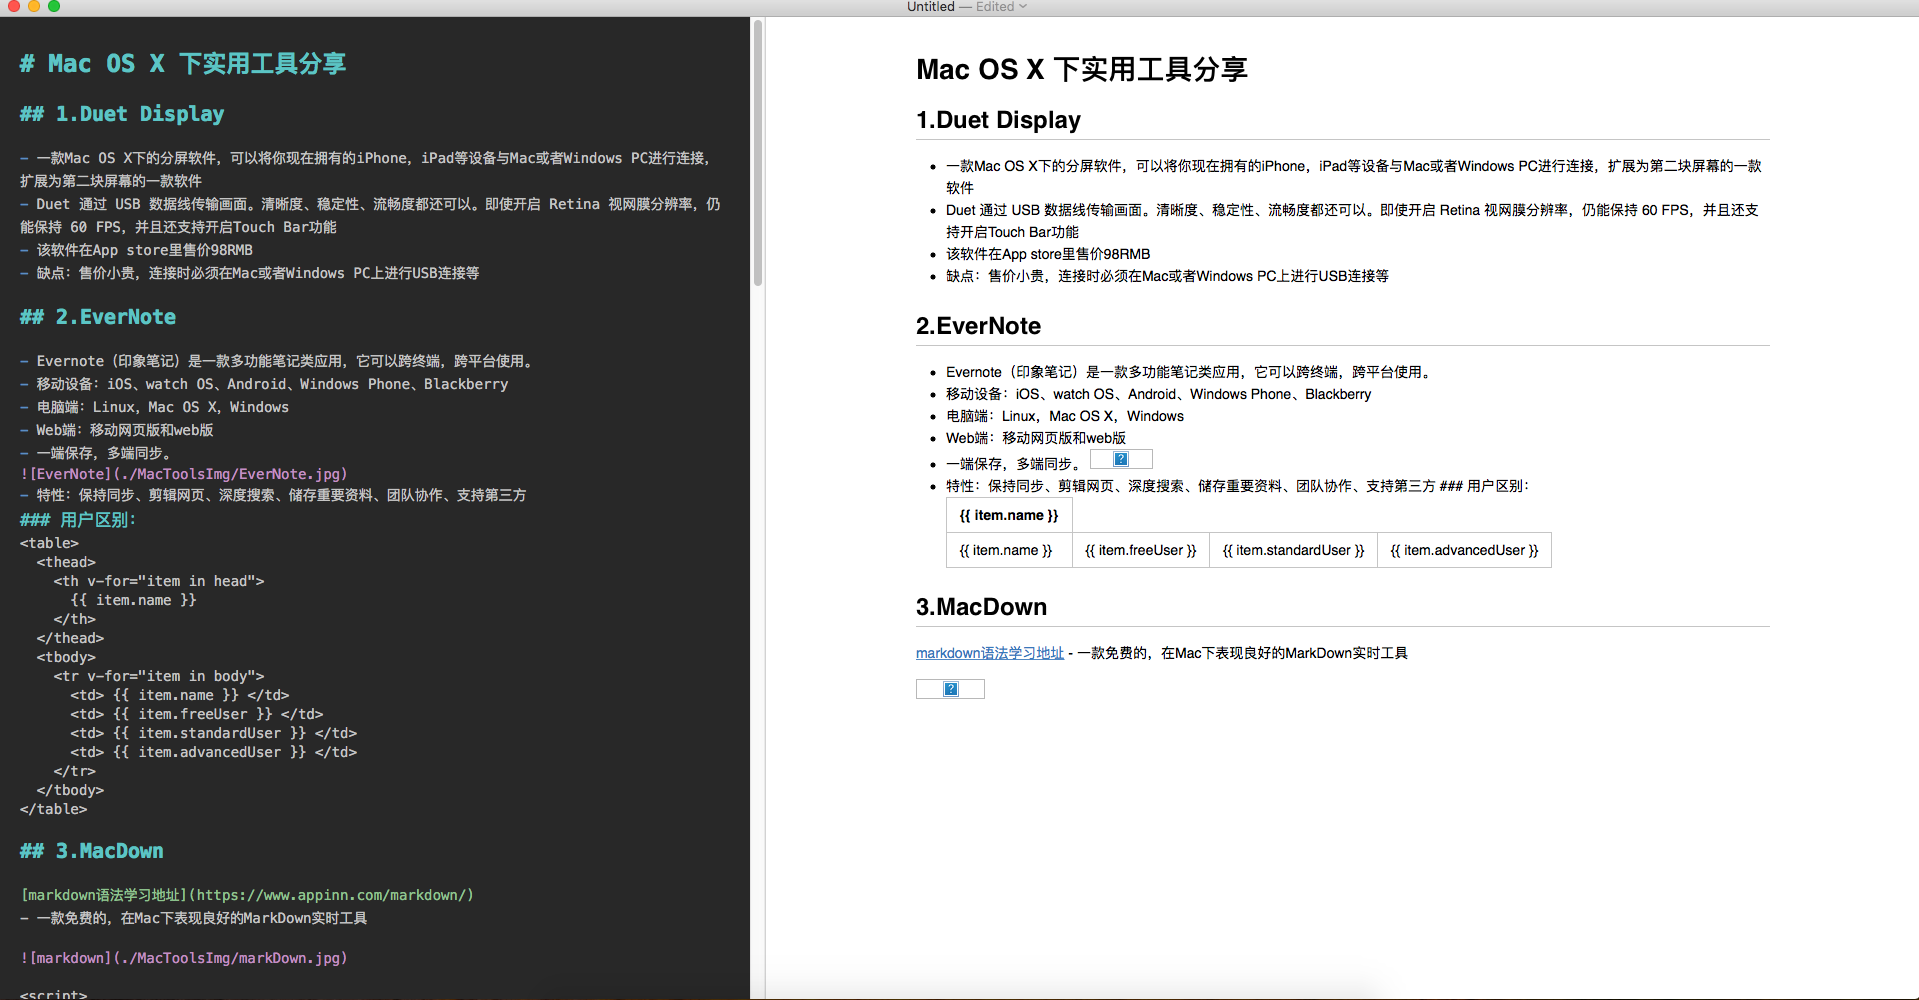 Untitled — Edited
# Mac OS X 下实用工具分享
## 1.Duet Display
- 一款Mac OS X下的分屏软件，可以将你现在拥有的iPhone，iPad等设备与Mac或者Windows PC进行连接，
扩展为第二块屏幕的一款软件
- Duet 通过 USB 数据线传输画面。清晰度、稳定性、流畅度都还可以。即使开启 Retina 视网膜分辨率，仍
能保持 60 FPS，并且还支持开启Touch Bar功能
- 该软件在App store里售价98RMB
- 缺点：售价小贵，连接时必须在Mac或者Windows PC上进行USB连接等
## 2.EverNote
- Evernote（印象笔记）是一款多功能笔记类应用，它可以跨终端，跨平台使用。
- 移动设备：iOS、watch OS、Android、Windows Phone、Blackberry
- 电脑端：Linux，Mac OS X，Windows
- Web端：移动网页版和web版
- 一端保存，多端同步。
![EverNote](./MacToolsImg/EverNote.jpg)
- 特性：保持同步、剪辑网页、深度搜索、储存重要资料、团队协作、支持第三方
### 用户区别：
<table>
<thead>
<th v-for="item in head">
{{ item.name }}
</th>
</thead>
<tbody>
<tr v-for="item in body">
<td> {{ item.name }} </td>
<td> {{ item.freeUser }} </td>
<td> {{ item.standardUser }} </td>
<td> {{ item.advancedUser }} </td>
</tr>
</tbody>
</table>
## 3.MacDown
[markdown语法学习地址](https://www.appinn.com/markdown/)
- 一款免费的，在Mac下表现良好的MarkDown实时工具
![markdown](./MacToolsImg/markDown.jpg)
<script>
Mac OS X 下实用工具分享
1.Duet Display
• 一款Mac OS X下的分屏软件，可以将你现在拥有的iPhone，iPad等设备与Mac或者Windows PC进行连接，扩展为第二块屏幕的一款
软件
• Duet 通过 USB 数据线传输画面。清晰度、稳定性、流畅度都还可以。即使开启 Retina 视网膜分辨率，仍能保持 60 FPS，并且还支
持开启Touch Bar功能
• 该软件在App store里售价98RMB
• 缺点：售价小贵，连接时必须在Mac或者Windows PC上进行USB连接等
2.EverNote
• Evernote（印象笔记）是一款多功能笔记类应用，它可以跨终端，跨平台使用。
• 移动设备：iOS、watch OS、Android、Windows Phone、Blackberry
• 电脑端：Linux，Mac OS X，Windows
• Web端：移动网页版和web版
• 一端保存，多端同步。 ?
• 特性：保持同步、剪辑网页、深度搜索、储存重要资料、团队协作、支持第三方 ### 用户区别：
{{ item.name }}
{{ item.name }} {{ item.freeUser }} {{ item.standardUser }} {{ item.advancedUser }}
3.MacDown
markdown语法学习地址 - 一款免费的，在Mac下表现良好的MarkDown实时工具
?